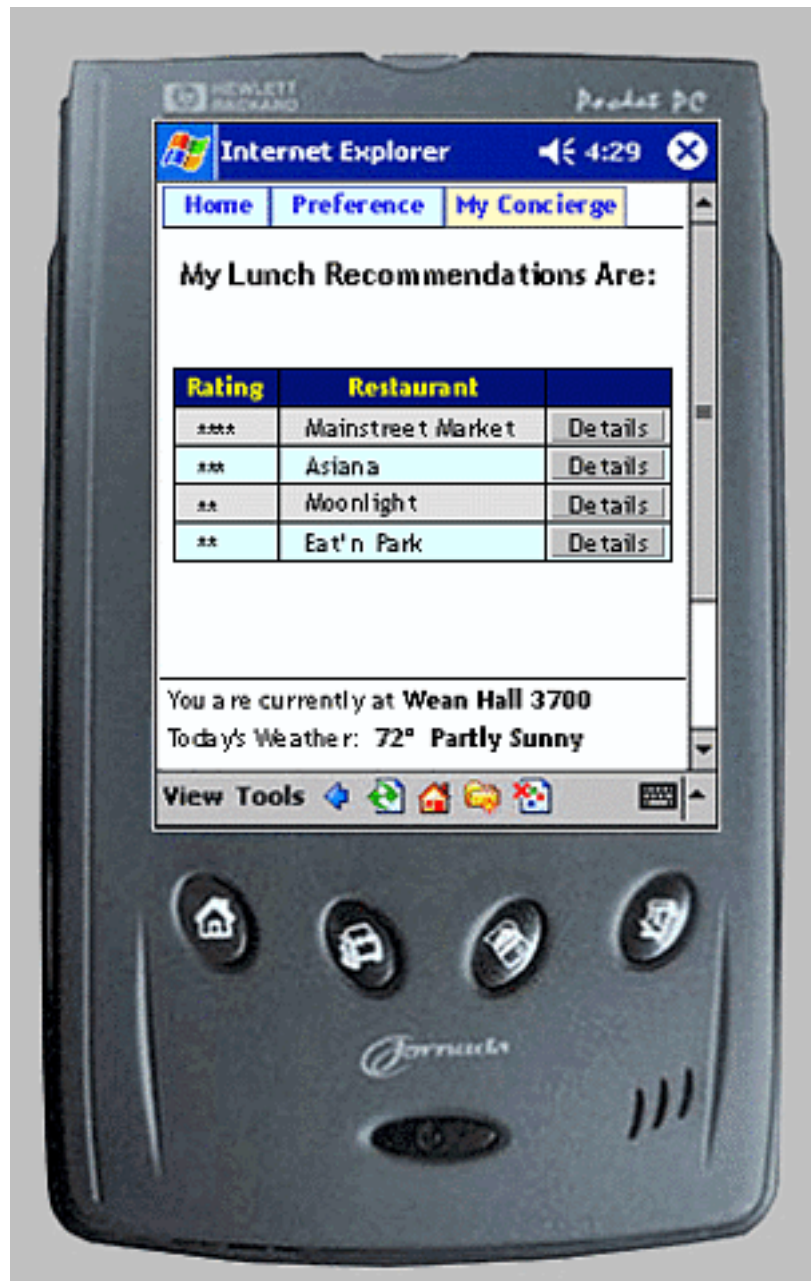 hp HEWLETT
PACKARD
Pocket PC
Internet Explorer 4:29
Home Preference My Concierge
My Lunch Recommendations Are:
Rating Restaurant
**** Mainstreet Market Details
*** Asiana Details
** Moonlight Details
** Eat'n Park Details
You are currently at Wean Hall 3700
Today's Weather: 72° Partly Sunny
View Tools
Jornada